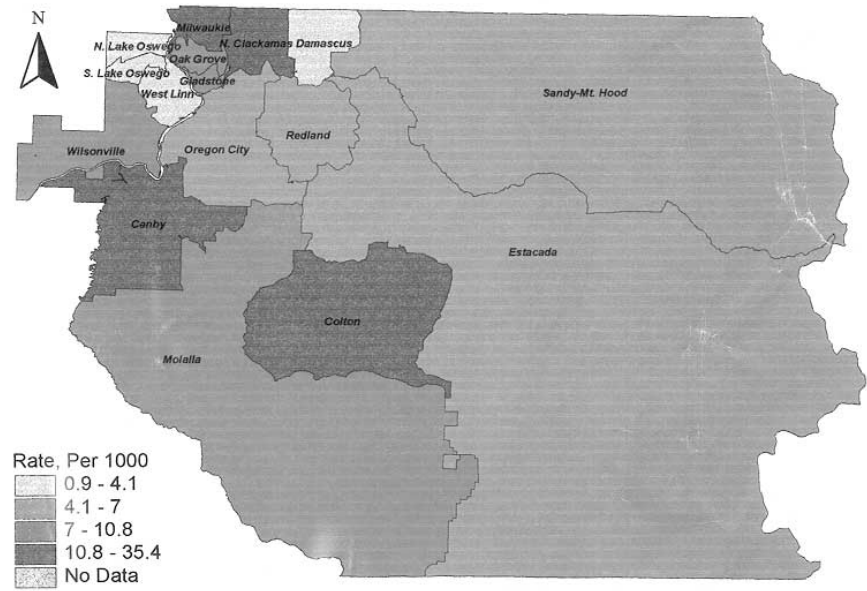 N
Milwaukie
N. Lake Oswego
N. Clackamas Damascus
Oak Grove
S. Lake Oswego
Gladstone
West Linn
Sandy-Mt. Hood
Redland
Wilsonville
Oregon City
Canby
Estacada
Colton
Molalla
Rate, Per 1000
0.9 - 4.1
4.1 - 7
7 - 10.8
10.8 - 35.4
No Data